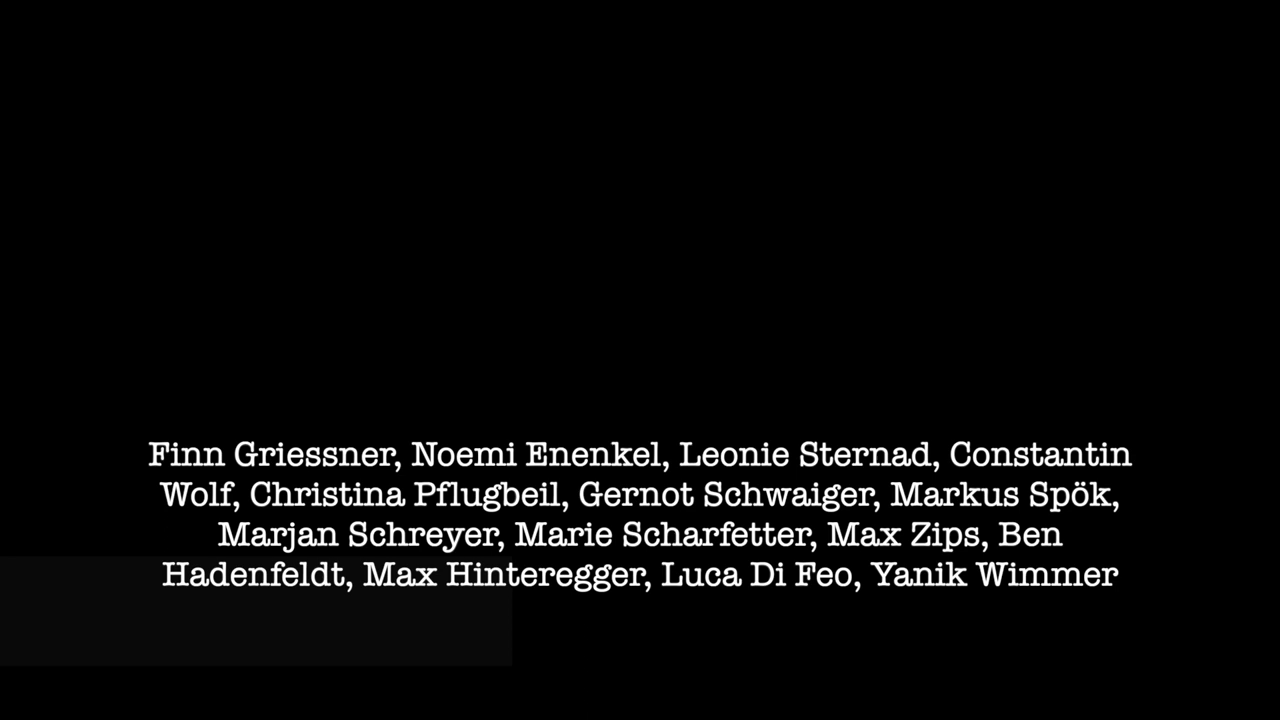 Finn Griessner, Noemi Enenkel, Leonie Sternad, Constantin
Wolf, Christina Pflugbeil, Gernot Schwaiger, Markus Spök,
Marjan Schreyer, Marie Scharfetter, Max Zips, Ben
Hadenfeldt, Max Hinteregger, Luca Di Feo, Yanik Wimmer